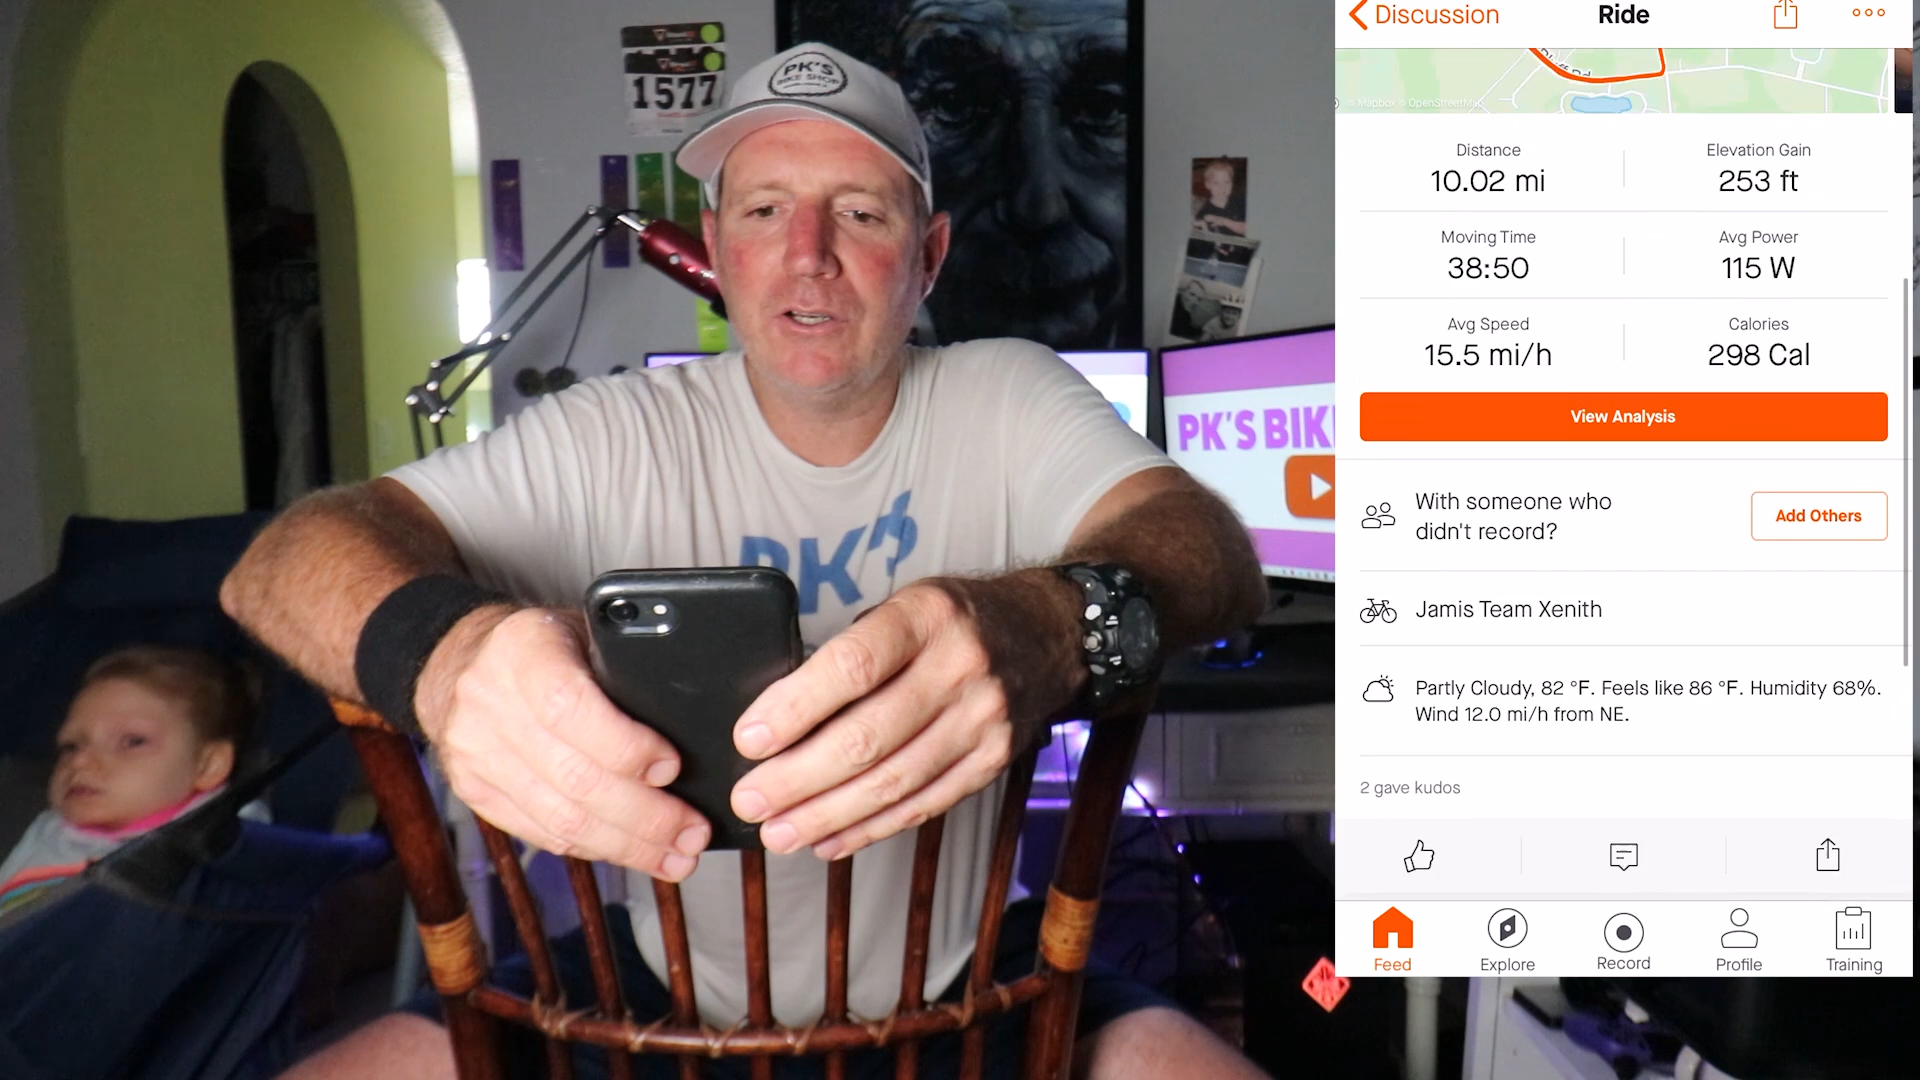 PK'S
BIKE SHOP
1577
PK'S
PK'S BIK
Discussion
Ride
© Mapbox © OpenStreetMa
Distance
10.02 mi
Elevation Gain
253 ft
Moving Time
38:50
Avg Power
115 W
Avg Speed
15.5 mi/h
Calories
298 Cal
View Analysis
With someone who
didn't record?
Add Others
Jamis Team Xenith
Partly Cloudy, 82 °F. Feels like 86 °F. Humidity 68%.
Wind 12.0 mi/h from NE.
2 gave kudos
Feed
Explore
Record
Profile
Training